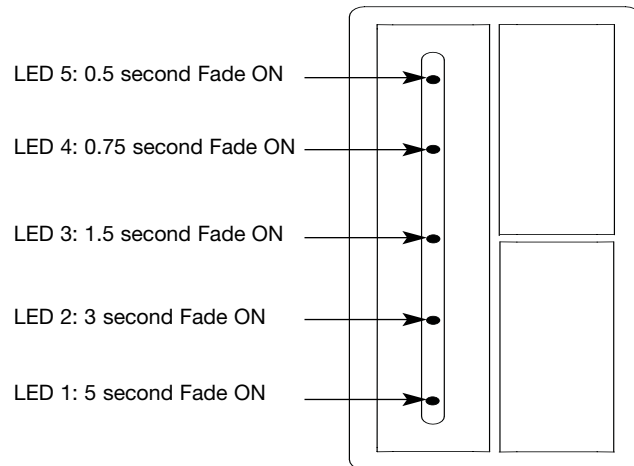 LED 5: 0.5 second Fade ON
LED 4: 0.75 second Fade ON
LED 3: 1.5 second Fade ON
LED 2: 3 second Fade ON
LED 1: 5 second Fade ON